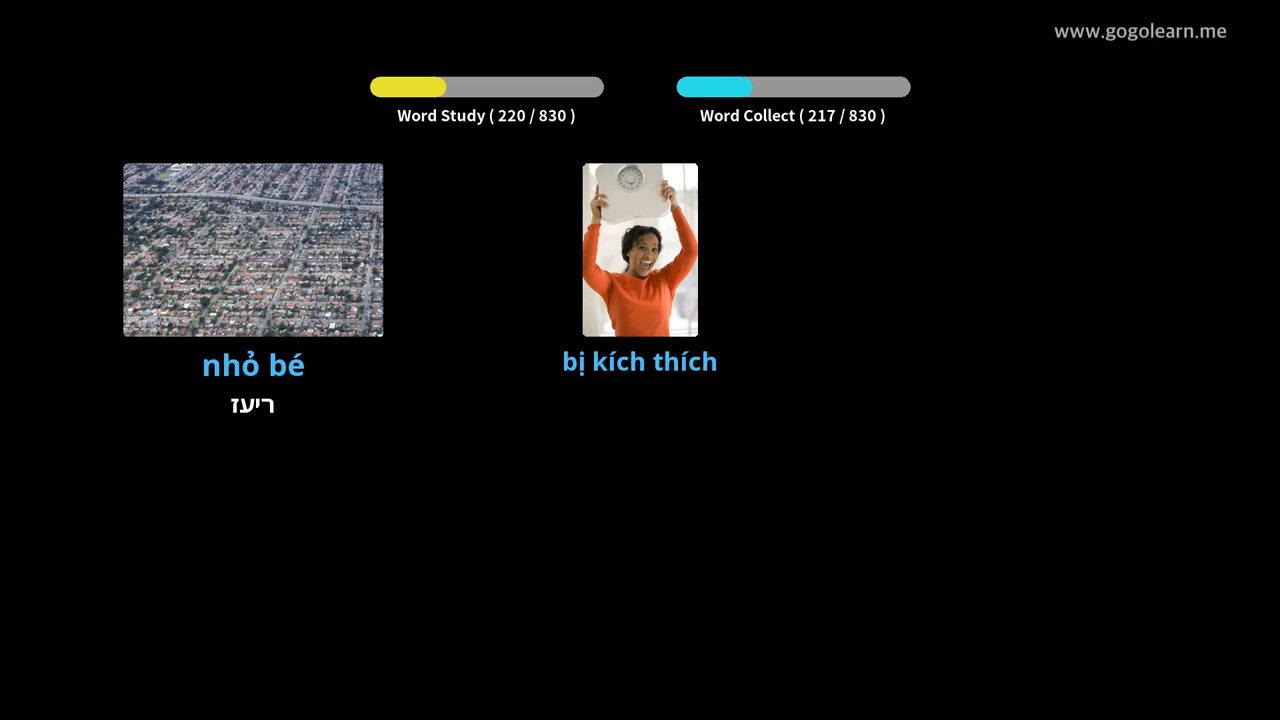 www.gogolearn.me
Word Study ( 220 / 830 )
Word Collect ( 217 / 830 )
nhỏ bé
זעיר
bị kích thích